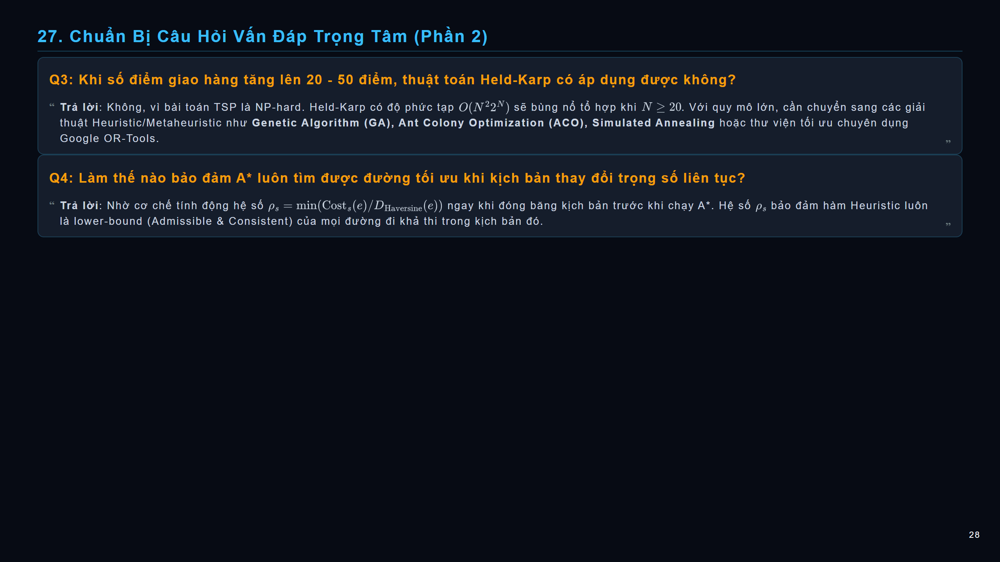 27. Chuẩn Bị Câu Hỏi Vấn Đáp Trọng Tâm (Phần 2)
Q3: Khi số điểm giao hàng tăng lên 20 - 50 điểm, thuật toán Held-Karp có áp dụng được không?
“ Trả lời: Không, vì bài toán TSP là NP-hard. Held-Karp có độ phức tạp $O(N^2 2^N)$ sẽ bùng nổ tổ hợp khi $N \geq 20$. Với quy mô lớn, cần chuyển sang các giải
thuật Heuristic/Metaheuristic như Genetic Algorithm (GA), Ant Colony Optimization (ACO), Simulated Annealing hoặc thư viện tối ưu chuyên dụng
Google OR-Tools. ”
Q4: Làm thế nào bảo đảm A* luôn tìm được đường tối ưu khi kịch bản thay đổi trọng số liên tục?
“ Trả lời: Nhờ cơ chế tính động hệ số $\rho_s = \min(\text{Cost}_s(e)/D_{\text{Haversine}}(e))$ ngay khi đóng băng kịch bản trước khi chạy A*. Hệ số $\rho_s$ bảo đảm hàm Heuristic luôn
là lower-bound (Admissible & Consistent) của mọi đường đi khả thi trong kịch bản đó. ”
28